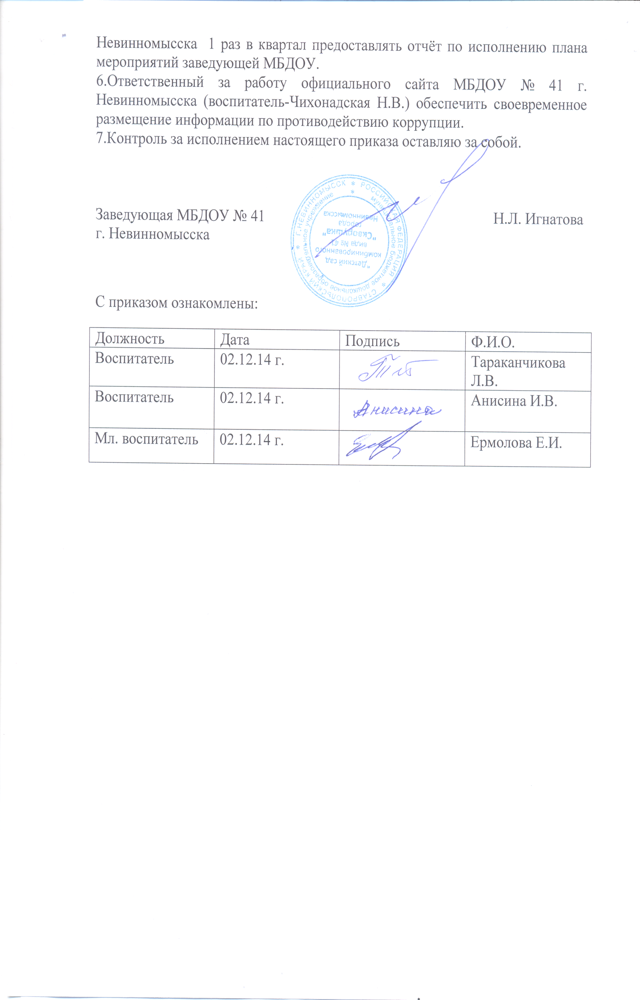 Невинномысска 1 раз в квартал предоставлять отчёт по исполнению плана
мероприятий заведующей МБДОУ.
6.Ответственный за работу официального сайта МБДОУ № 41 г.
Невинномысска (воспитатель-Чихонадская Н.В.) обеспечить своевременное
размещение информации по противодействию коррупции.
7.Контроль за исполнением настоящего приказа оставляю за собой.
Заведующая МБДОУ № 41
г. Невинномысска
РОССИЙСКАЯ ФЕДЕРАЦИЯ * СТАВРОПОЛЬСКИЙ КРАЙ * Г.НЕВИННОМЫССК *
муниципальное бюджетное дошкольное образовательное учреждение *
"Детский сад
комбинированного
вида № 41
"Скворушка"
города
Невинномысска
Н.Л. Игнатова
С приказом ознакомлены:
Должность Дата Подпись Ф.И.О.
Воспитатель 02.12.14 г. Тараканчикова
Л.В.
Воспитатель 02.12.14 г. Анисина Анисина И.В.
Мл. воспитатель 02.12.14 г. Ермолова Е.И.